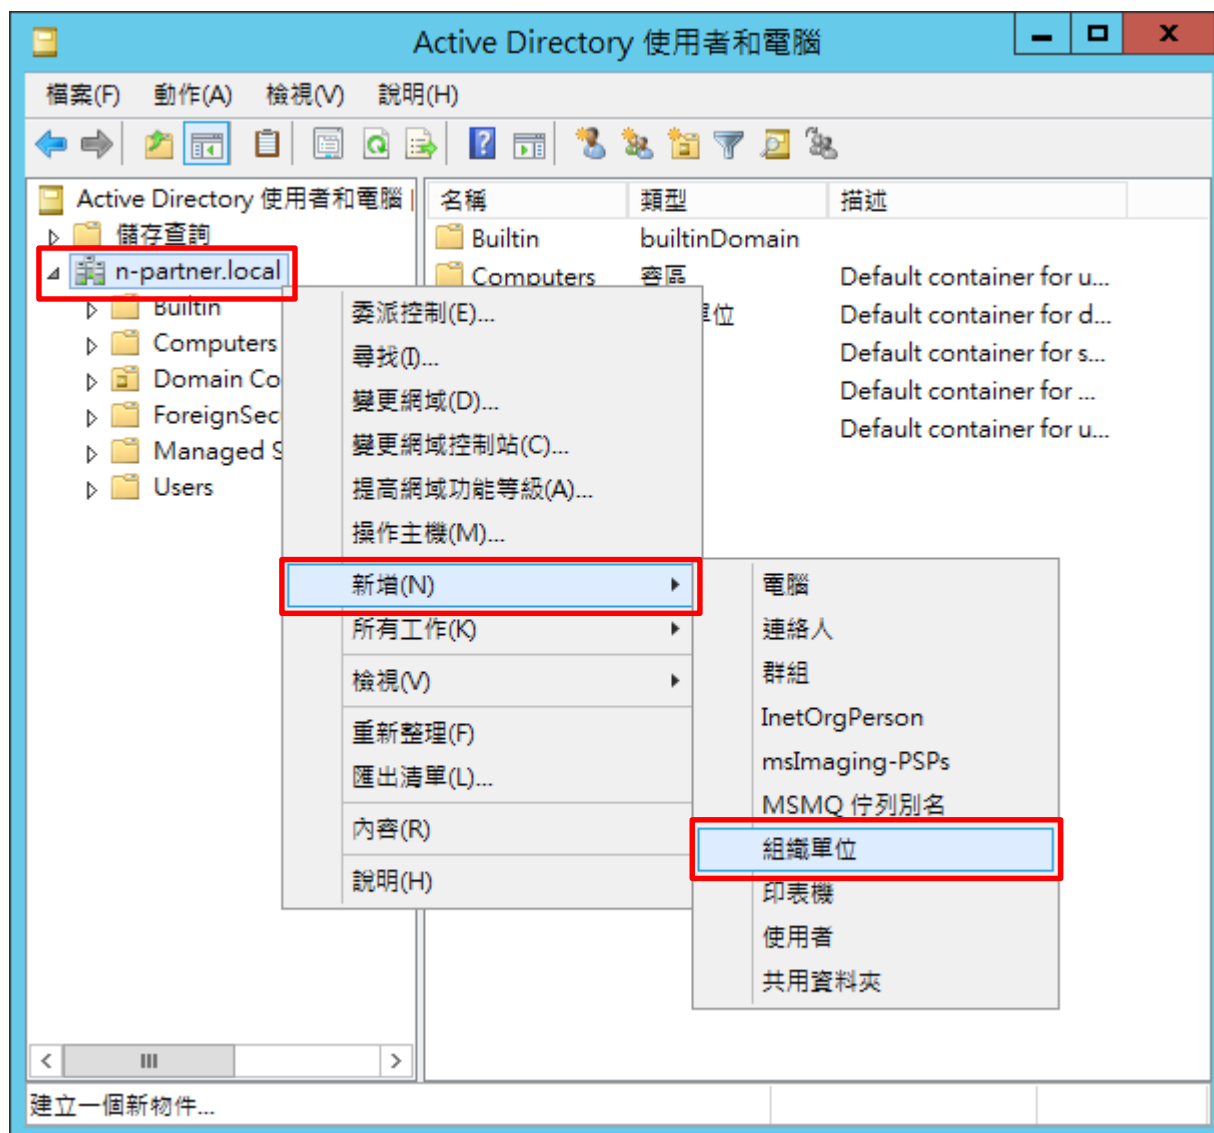 Active Directory 使用者和電腦
檔案(F) 動作(A) 檢視(V) 說明(H)
Active Directory 使用者和電腦
名稱 類型 描述
儲存查詢
n-partner.local
Builtin
Computers
Domain Co
ForeignSec
Managed S
Users
Builtin builtinDomain
Computers 容區 Default container for u...
單位 Default container for d...
Default container for s...
Default container for ...
Default container for u...
委派控制(E)...
尋找(I)...
變更網域(D)...
變更網域控制站(C)...
提高網域功能等級(A)...
操作主機(M)...
新增(N)
所有工作(K)
檢視(V)
重新整理(F)
匯出清單(L)...
內容(R)
說明(H)
電腦
連絡人
群組
InetOrgPerson
msImaging-PSPs
MSMQ 佇列別名
組織單位
印表機
使用者
共用資料夾
建立一個新物件...